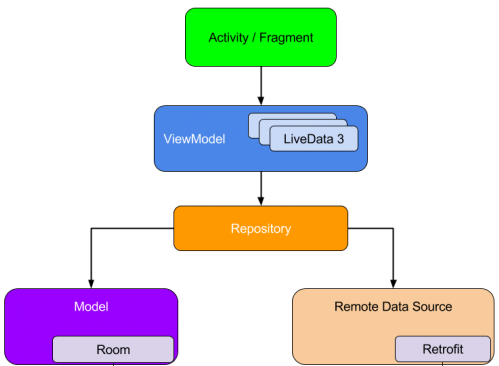 Activity / Fragment
ViewModel
LiveData 3
Repository
Model
Remote Data Source
Room
Retrofit